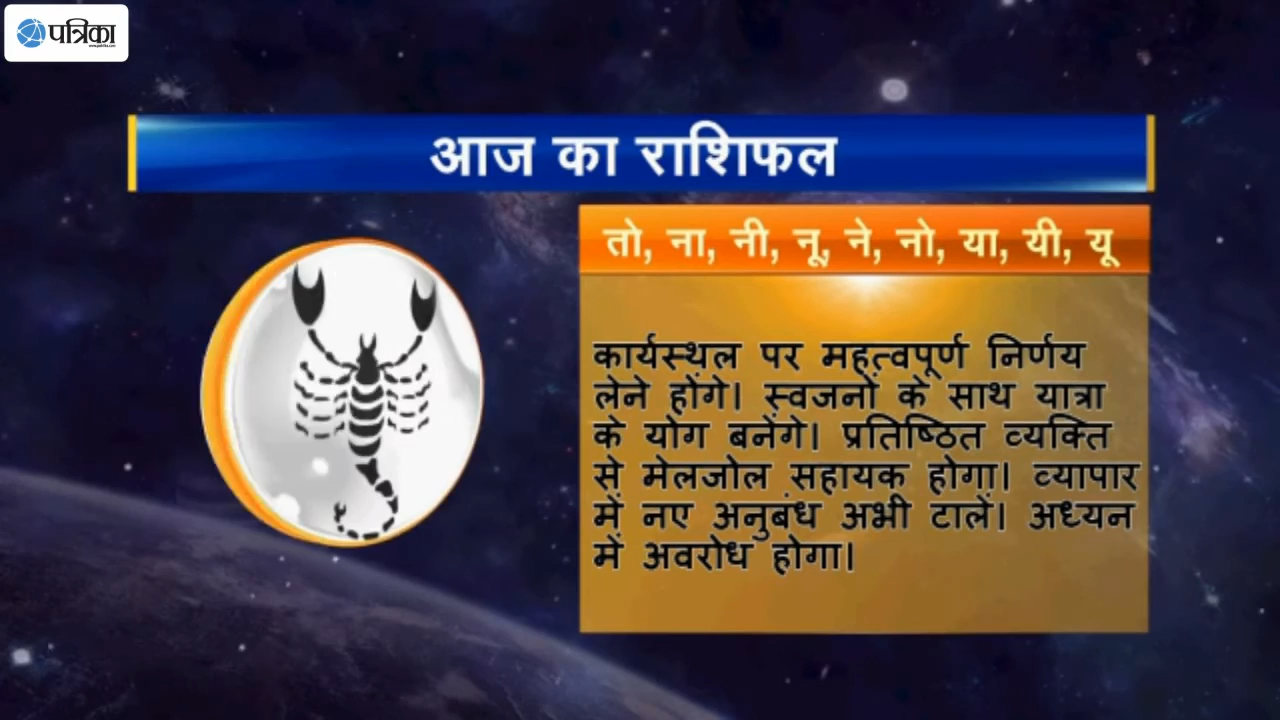 पत्रिका
आज का राशिफल
तो, ना, नी, नू, ने, नो, या, यी, यू
कार्यस्थल पर महत्वपूर्ण निर्णय
लेने होंगे। स्वजनों के साथ यात्रा
के योग बनेंगे। प्रतिष्ठित व्यक्ति
से मेलजोल सहायक होगा। व्यापार
में नए अनुबंध अभी टालें। अध्यन
में अवरोध होगा।